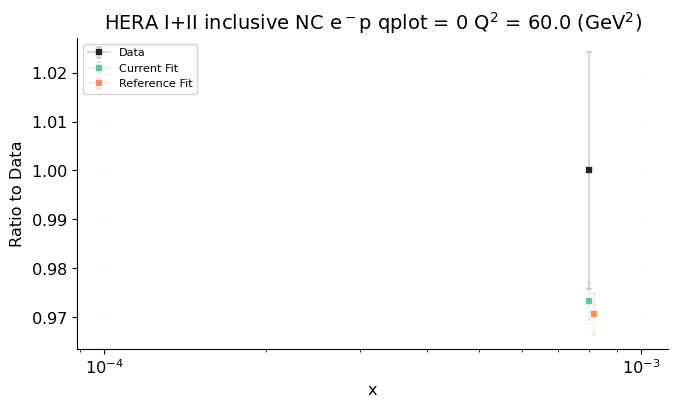 HERA I+II inclusive NC e⁻p qplot = 0 Q² = 60.0 (GeV²)
Data
Current Fit
Reference Fit
Ratio to Data
1.02
1.01
1.00
0.99
0.98
0.97
10⁻⁴
10⁻³
x